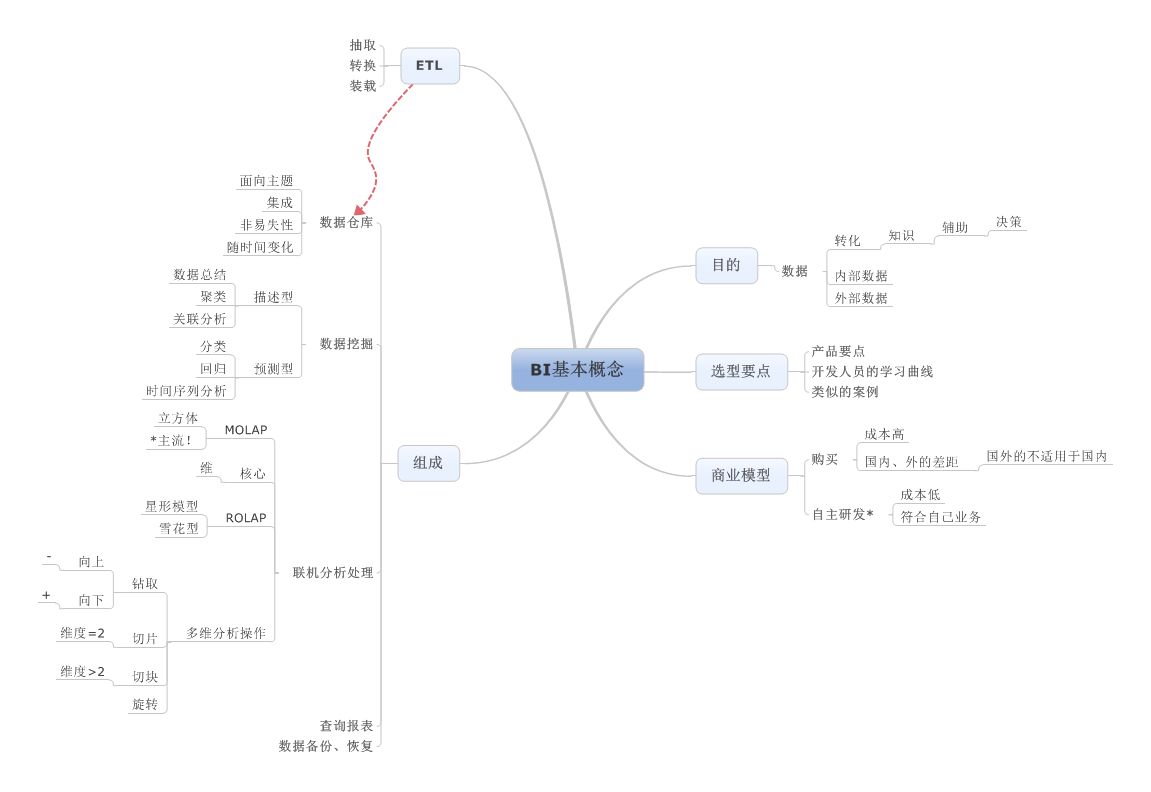 BI基本概念
ETL
抽取
转换
装载
目的
数据
转化
知识
辅助
决策
内部数据
外部数据
选型要点
产品要点
开发人员的学习曲线
类似的案例
商业模型
购买
成本高
国内、外的差距
国外的不适用于国内
自主研发*
成本低
符合自己业务
组成
数据仓库
面向主题
集成
非易失性
随时间变化
数据挖掘
描述型
数据总结
聚类
关联分析
预测型
分类
回归
时间序列分析
联机分析处理
MOLAP
立方体
*主流！
核心
维
ROLAP
星形模型
雪花型
多维分析操作
钻取
向上
-
向下
+
切片
维度=2
切块
维度>2
旋转
查询报表
数据备份、恢复